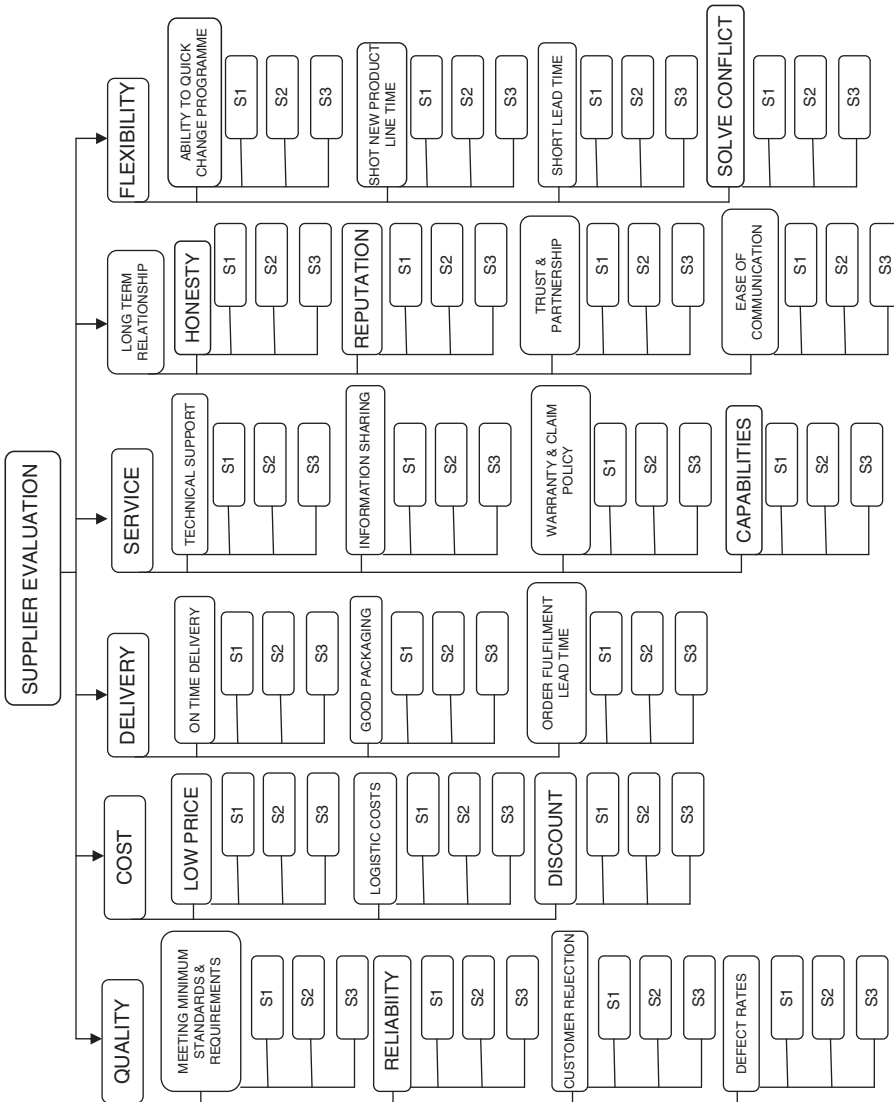 SUPPLIER EVALUATION
QUALITY
MEETING MINIMUM
STANDARDS &
REQUIREMENTS
S1
S2
S3
RELIABIITY
S1
S2
S3
CUSTOMER REJECTION
S1
S2
S3
DEFECT RATES
S1
S2
S3
COST
LOW PRICE
S1
S2
S3
LOGISTIC COSTS
S1
S2
S3
DISCOUNT
S1
S2
S3
DELIVERY
ON TIME DELIVERY
S1
S2
S3
GOOD PACKAGING
S1
S2
S3
ORDER FULFILMENT
LEAD TIME
S1
S2
S3
SERVICE
TECHNICAL SUPPORT
S1
S2
S3
INFORMATION SHARING
S1
S2
S3
WARRANTY & CLAIM
POLICY
S1
S2
S3
CAPABILITIES
S1
S2
S3
LONG TERM
RELATIONSHIP
HONESTY
S1
S2
S3
REPUTATION
S1
S2
S3
TRUST &
PARTNERSHIP
S1
S2
S3
EASE OF
COMMUNICATION
S1
S2
S3
FLEXIBILITY
ABILITY TO QUICK
CHANGE PROGRAMME
S1
S2
S3
SHOT NEW PRODUCT
LINE TIME
S1
S2
S3
SHORT LEAD TIME
S1
S2
S3
SOLVE CONFLICT
S1
S2
S3